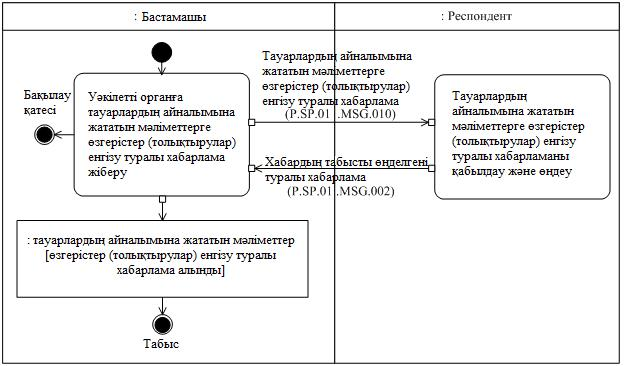 : Бастамашы
: Респондент
Бақылау
қатесі
Уәкілетті органға
тауарлардың айналымына
жататын мәліметтерге
өзгерістер (толықтырулар)
енгізу туралы хабарлама
жіберу
Тауарлардың айналымына
жататын мәліметтерге
өзгерістер (толықтырулар)
енгізу туралы хабарлама
(P.SP.01 .MSG.010)
Хабардың табысты өңделгені
туралы хабарлама
(P.SP.01 .MSG.002)
Тауарлардың
айналымына жататын
мәліметтерге өзгерістер
(толықтырулар) енгізу
туралы хабарламаны
қабылдау және өңдеу
: тауарлардың айналымына жататын мәліметтер
[өзгерістер (толықтырулар) енгізу туралы
хабарлама алынды]
Табыс